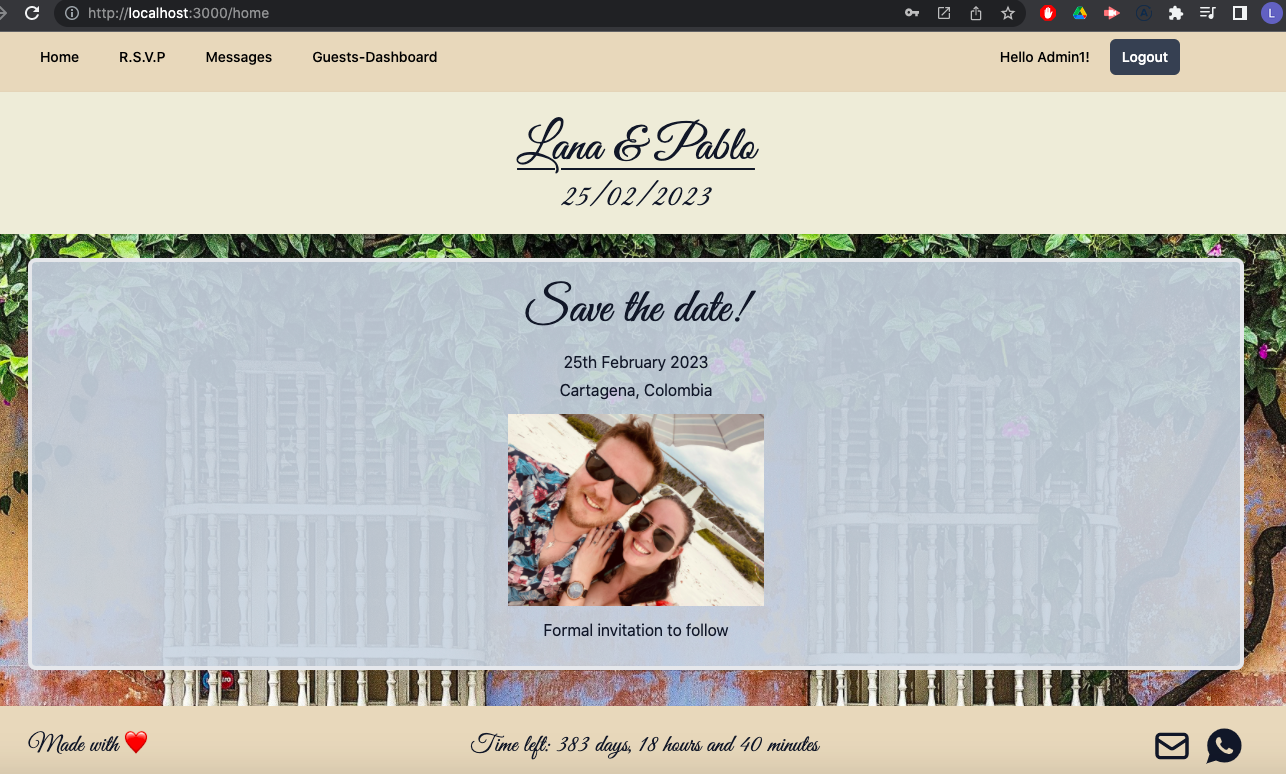 http://localhost:3000/home
L
Home R.S.V.P Messages Guests-Dashboard Hello Admin1! Logout
Lana & Pablo
25/02/2023
Save the date!
25th February 2023
Cartagena, Colombia
Formal invitation to follow
Made with ❤️ Time left: 383 days, 18 hours and 40 minutes